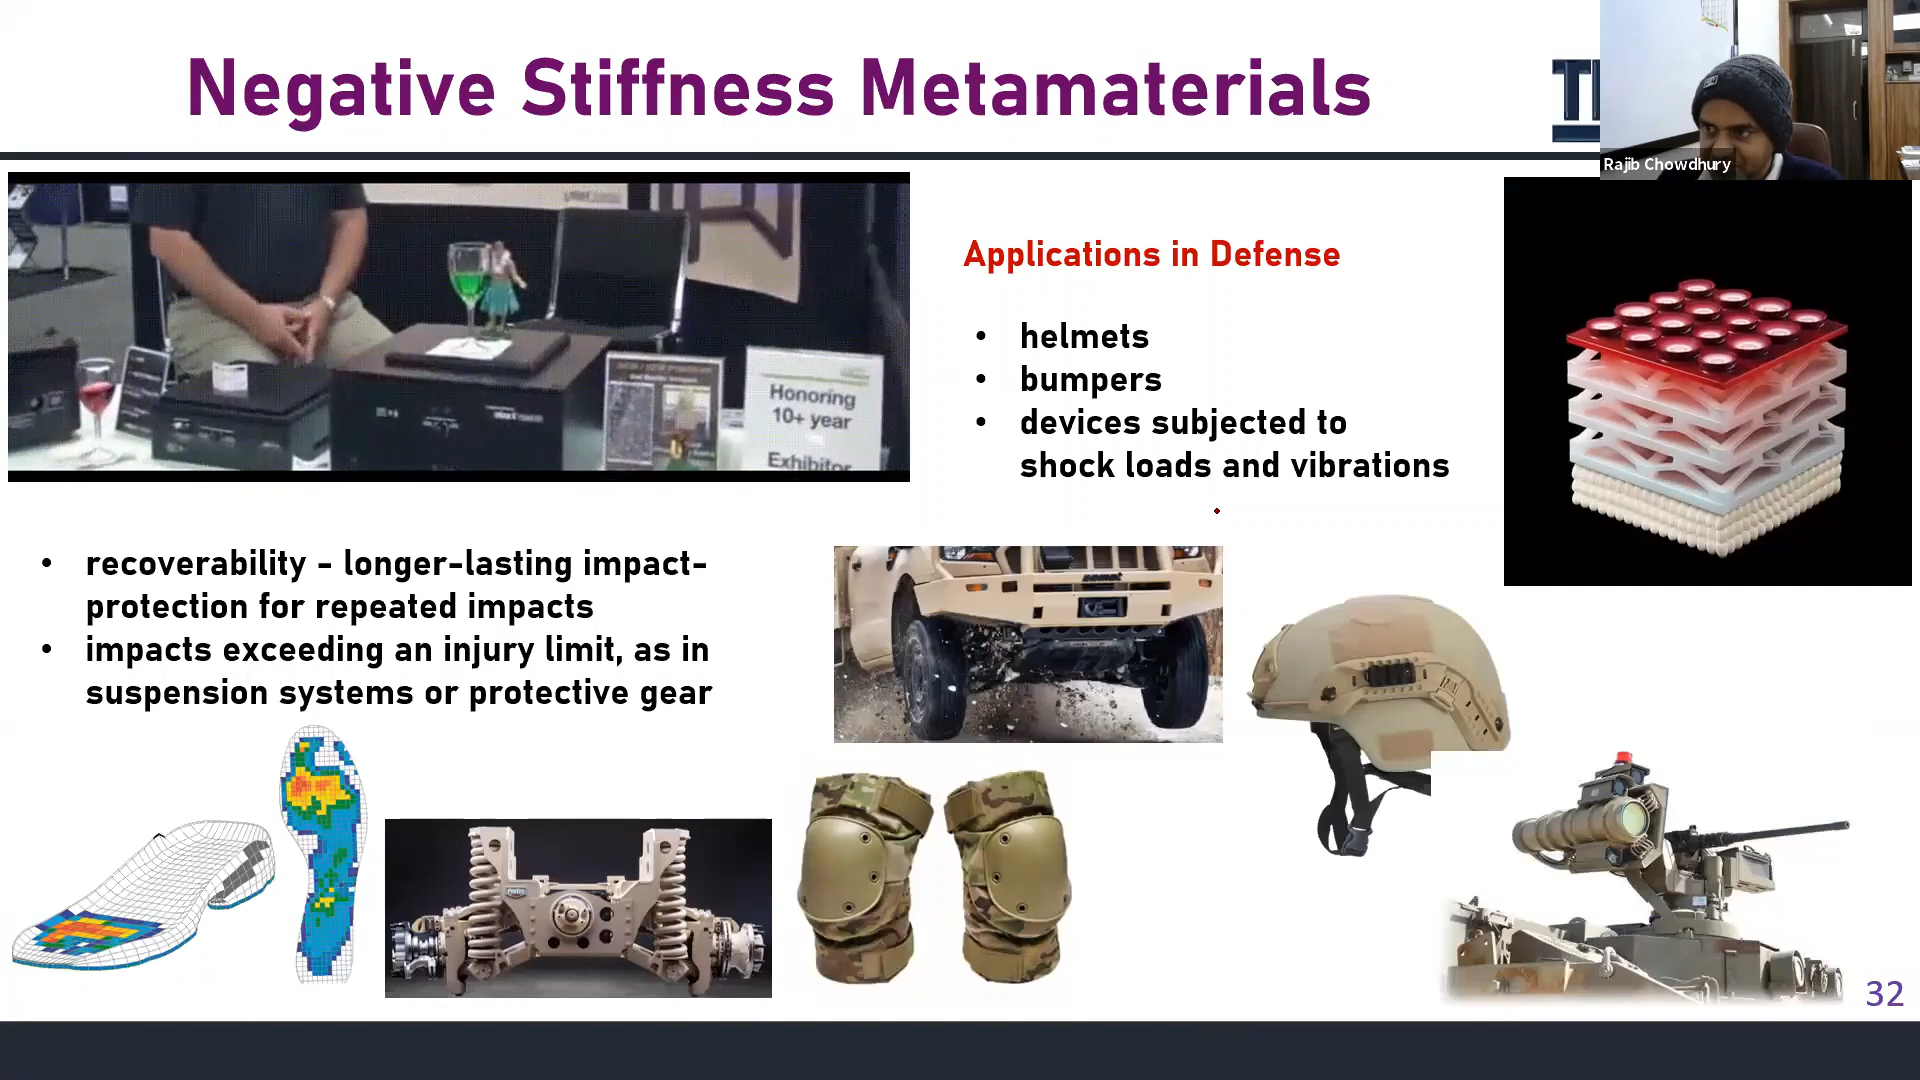 Negative Stiffness Metamaterials
Rajib Chowdhury
Honoring
10+ year
Exhibitor
Applications in Defense
• helmets
• bumpers
• devices subjected to
shock loads and vibrations
• recoverability - longer-lasting impact-
protection for repeated impacts
• impacts exceeding an injury limit, as in
suspension systems or protective gear
32